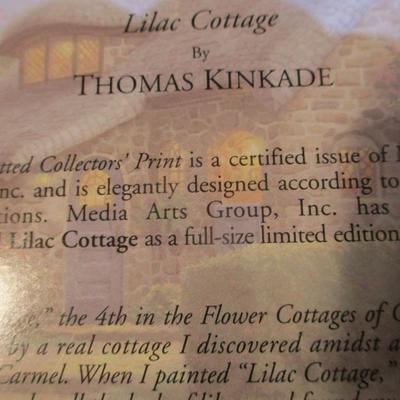 Lilac Cottage
By
THOMAS KINKADE
tted Collectors' Print is a certified issue of
nc. and is elegantly designed according to
tions. Media Arts Group, Inc. has
Lilac Cottage as a full-size limited edition
ge," the 4th in the Flower Cottages of
by a real cottage I discovered amidst a
Carmel. When I painted "Lilac Cottage,"